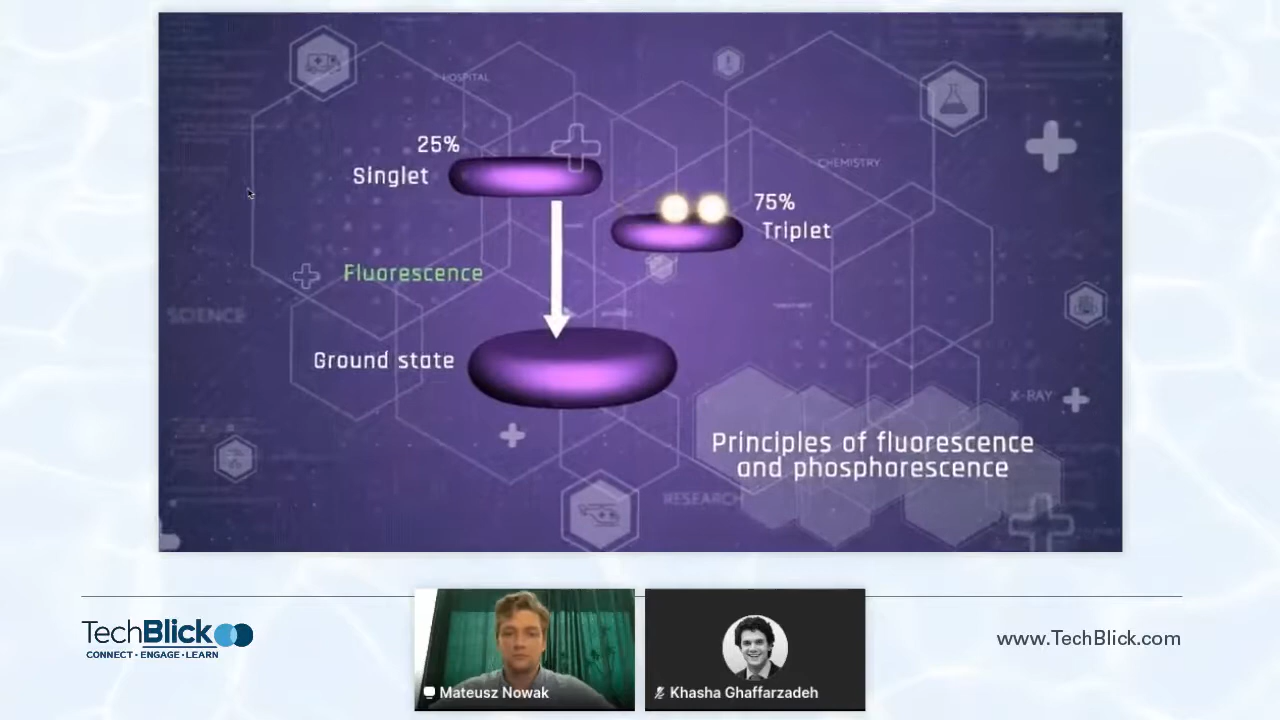 HOSPITAL
25%
Singlet
CHEMISTRY
75%
Triplet
Fluorescence
SCIENCE
Ground state
X-RAY
Principles of fluorescence
and phosphorescence
RESEARCH
TechBlick
CONNECT · ENGAGE · LEARN
Mateusz Nowak
Khasha Ghaffarzadeh
www.TechBlick.com